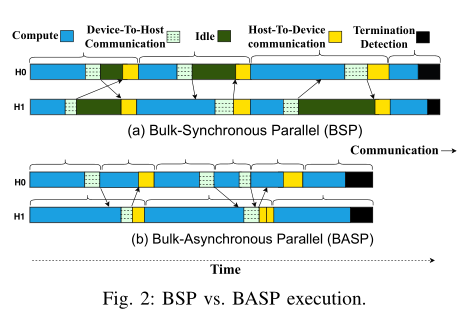 Compute
Device-To-Host
Communication
Idle
Host-To-Device
communication
Termination
Detection
H0
H1
(a) Bulk-Synchronous Parallel (BSP)
Communication
H0
H1
(b) Bulk-Asynchronous Parallel (BASP)
Time
Fig. 2: BSP vs. BASP execution.